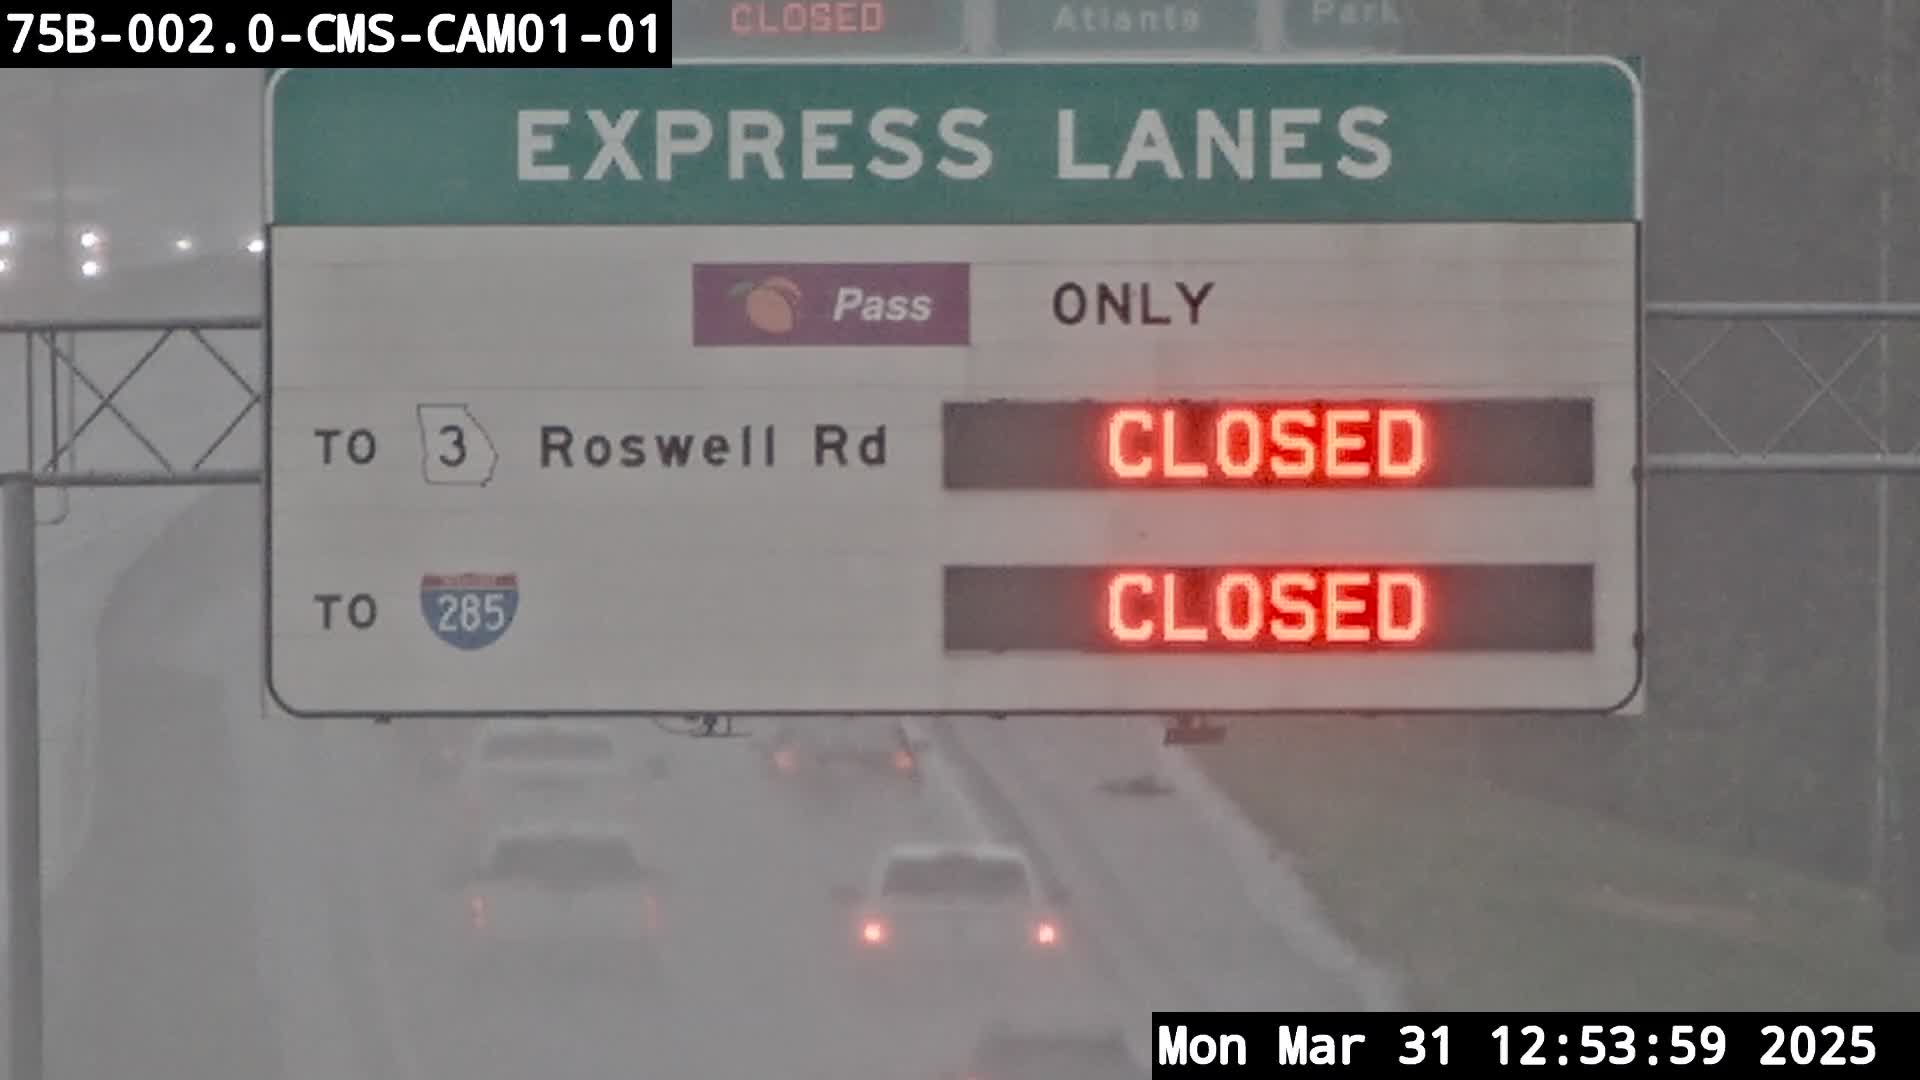 75B-002.0-CMS-CAM01-01
CLOSED
Atlanta
Park
EXPRESS LANES
Pass ONLY
TO 3 Roswell Rd CLOSED
TO 285 CLOSED
Mon Mar 31 12:53:59 2025